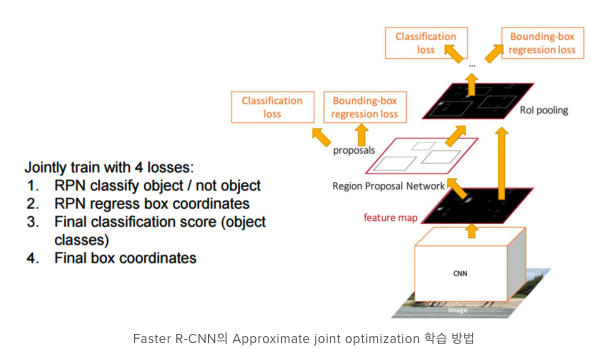 Classification
loss
Bounding-box
regression loss
...
Classification
loss
Bounding-box
regression loss
RoI pooling
proposals
Region Proposal Network
feature map
CNN
image
Jointly train with 4 losses:
1. RPN classify object / not object
2. RPN regress box coordinates
3. Final classification score (object
classes)
4. Final box coordinates
Faster R-CNN의 Approximate joint optimization 학습 방법